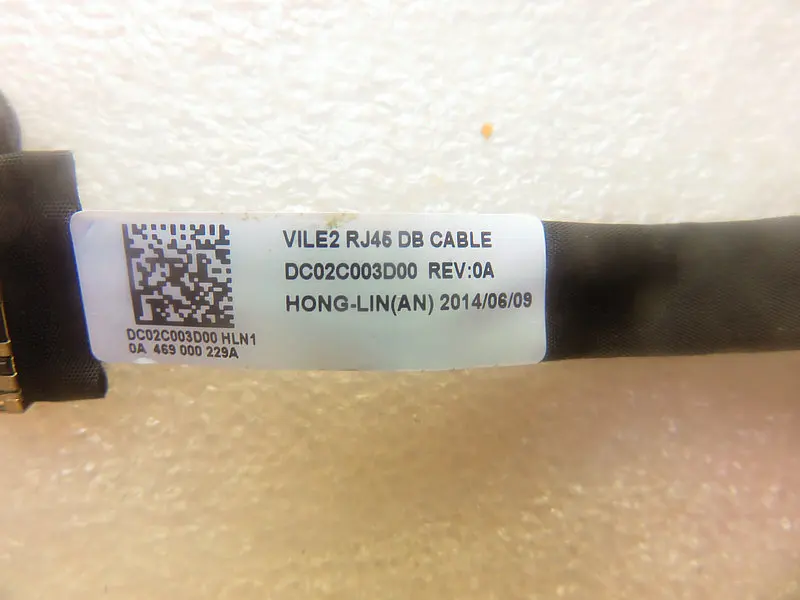 VILE2 RJ45 DB CABLE
DC02C003D00 REV:0A
HONG-LIN(AN) 2014/06/09
DC02C003D00 HLN1
0A 469 000 229A